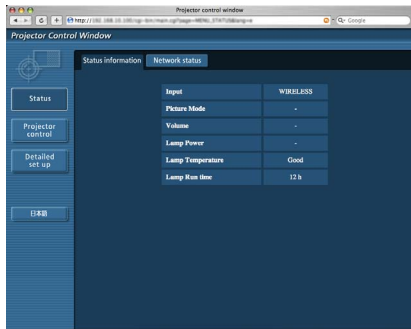 Projector control window
http://
Google
Projector Control Window
Status information
Network status
Status
Projector control
Detailed set up
日本語
Input WIRELESS
Picture Mode -
Volume -
Lamp Power -
Lamp Temperature Good
Lamp Run time 12 h